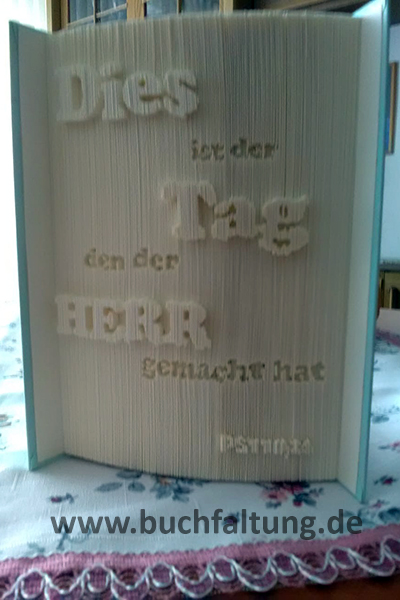 Dies
ist der
Tag
den der
HERR
gemacht hat
www.buchfaltung.de